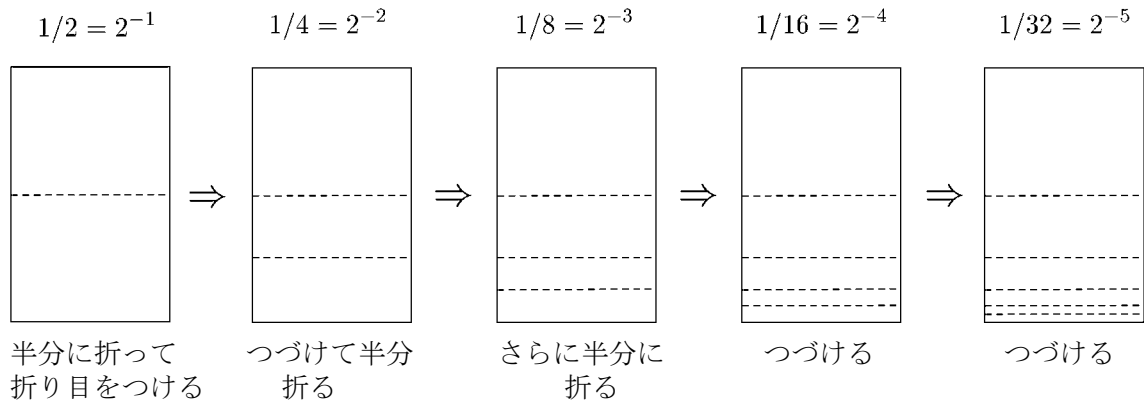 1/2 = 2⁻¹
1/4 = 2⁻²
1/8 = 2⁻³
1/16 = 2⁻⁴
1/32 = 2⁻⁵
⇒
⇒
⇒
⇒
半分に折って
折り目をつける
つづけて半分
折る
さらに半分に
折る
つづける
つづける